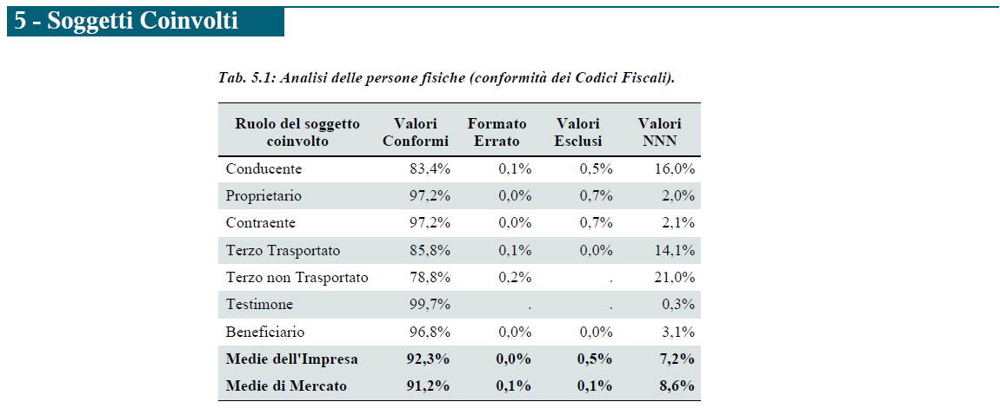 5 - Soggetti Coinvolti
Tab. 5.1: Analisi delle persone fisiche (conformità dei Codici Fiscali).
Ruolo del soggetto coinvolto Valori Conformi Formato Errato Valori Esclusi Valori NNN
Conducente 83,4% 0,1% 0,5% 16,0%
Proprietario 97,2% 0,0% 0,7% 2,0%
Contraente 97,2% 0,0% 0,7% 2,1%
Terzo Trasportato 85,8% 0,1% 0,0% 14,1%
Terzo non Trasportato 78,8% 0,2% . 21,0%
Testimone 99,7% . . 0,3%
Beneficiario 96,8% 0,0% 0,0% 3,1%
Medie dell'Impresa 92,3% 0,0% 0,5% 7,2%
Medie di Mercato 91,2% 0,1% 0,1% 8,6%